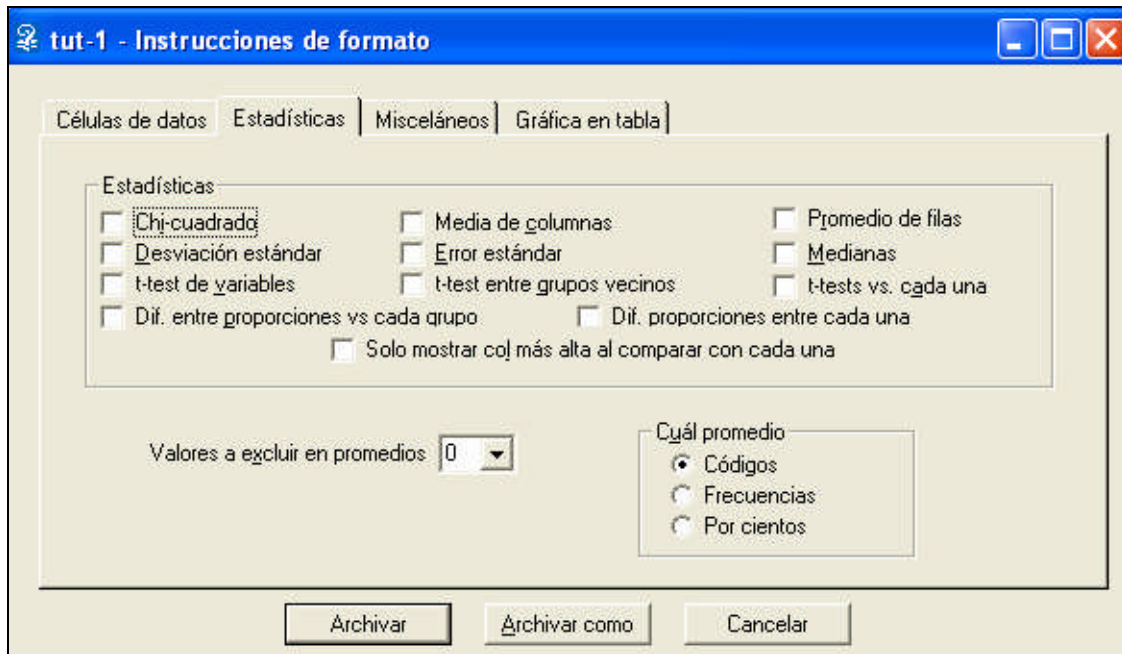 tut-1 - Instrucciones de formato
Células de datos Estadísticas Misceláneos Gráfica en tabla
Estadísticas
Chi-cuadrado Media de columnas Promedio de filas
Desviación estándar Error estándar Medianas
t-test de variables t-test entre grupos vecinos t-tests vs. cada una
Dif. entre proporciones vs cada grupo Dif. proporciones entre cada una
Solo mostrar col más alta al comparar con cada una
Valores a excluir en promedios 0
Cuál promedio
Códigos
Frecuencias
Por cientos
Archivar Archivar como Cancelar